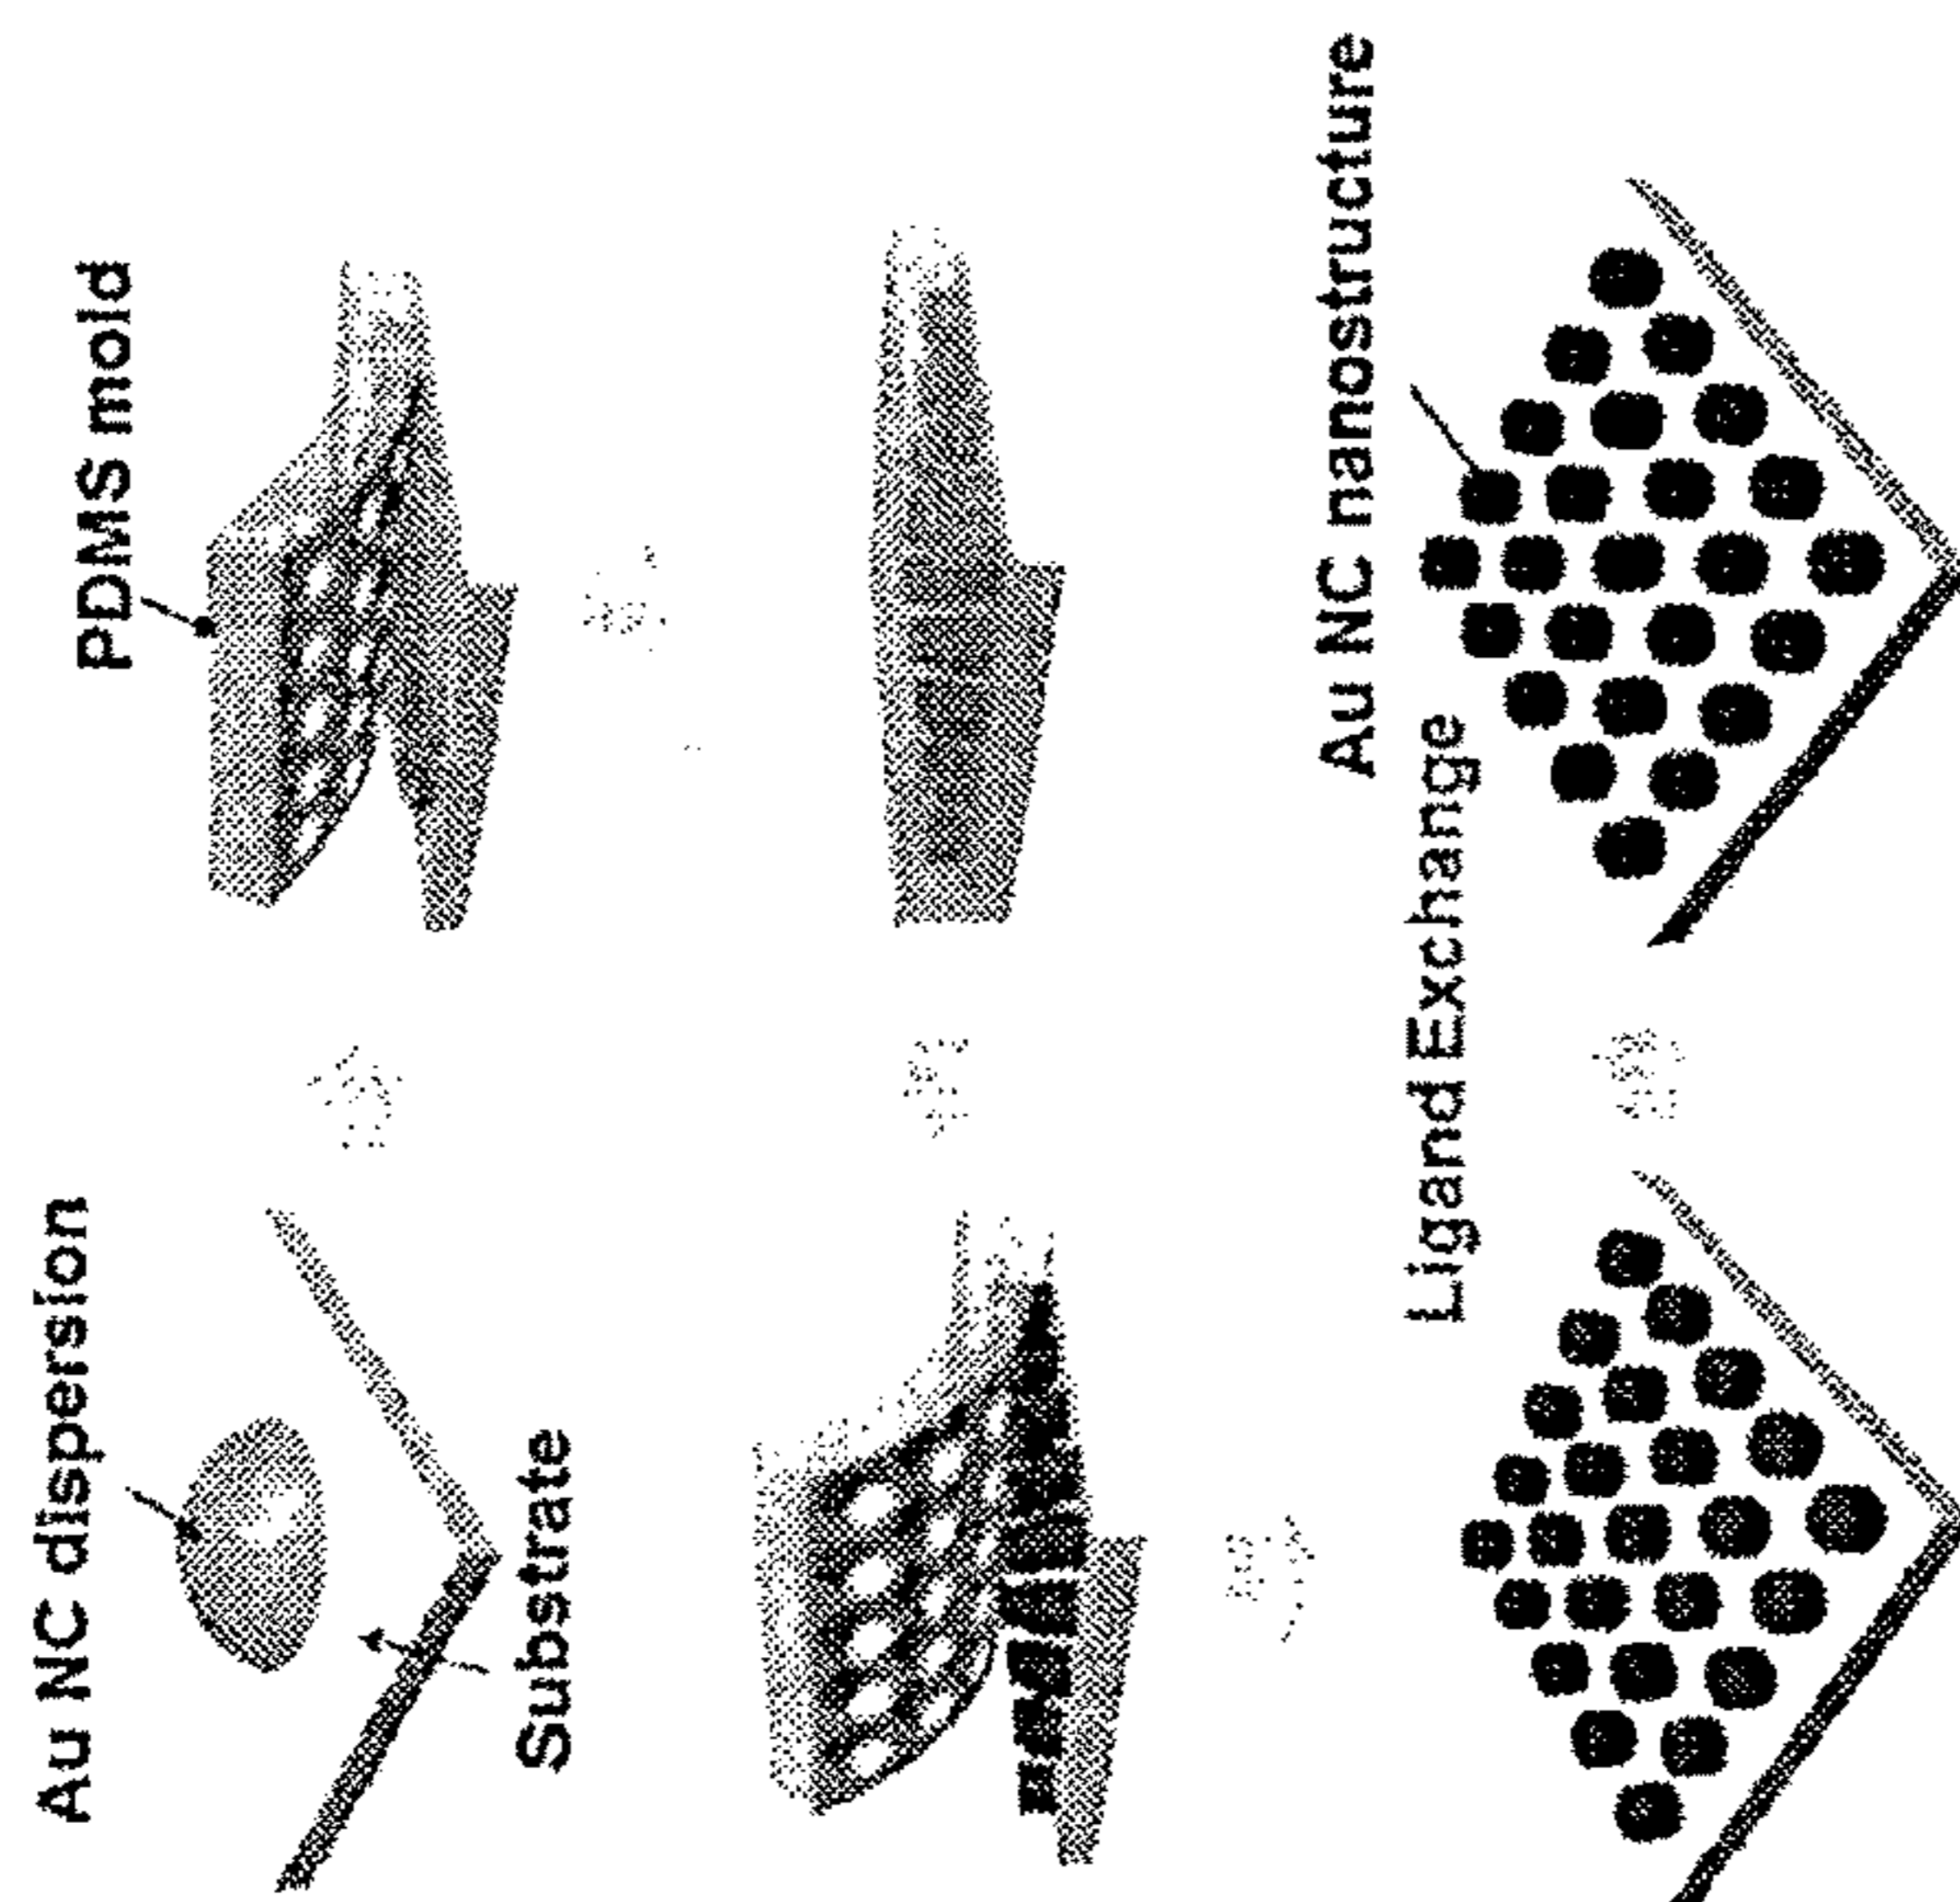 Au NC dispersion
PDMS mold
Substrate
Ligand Exchange
Au NC nanostructure